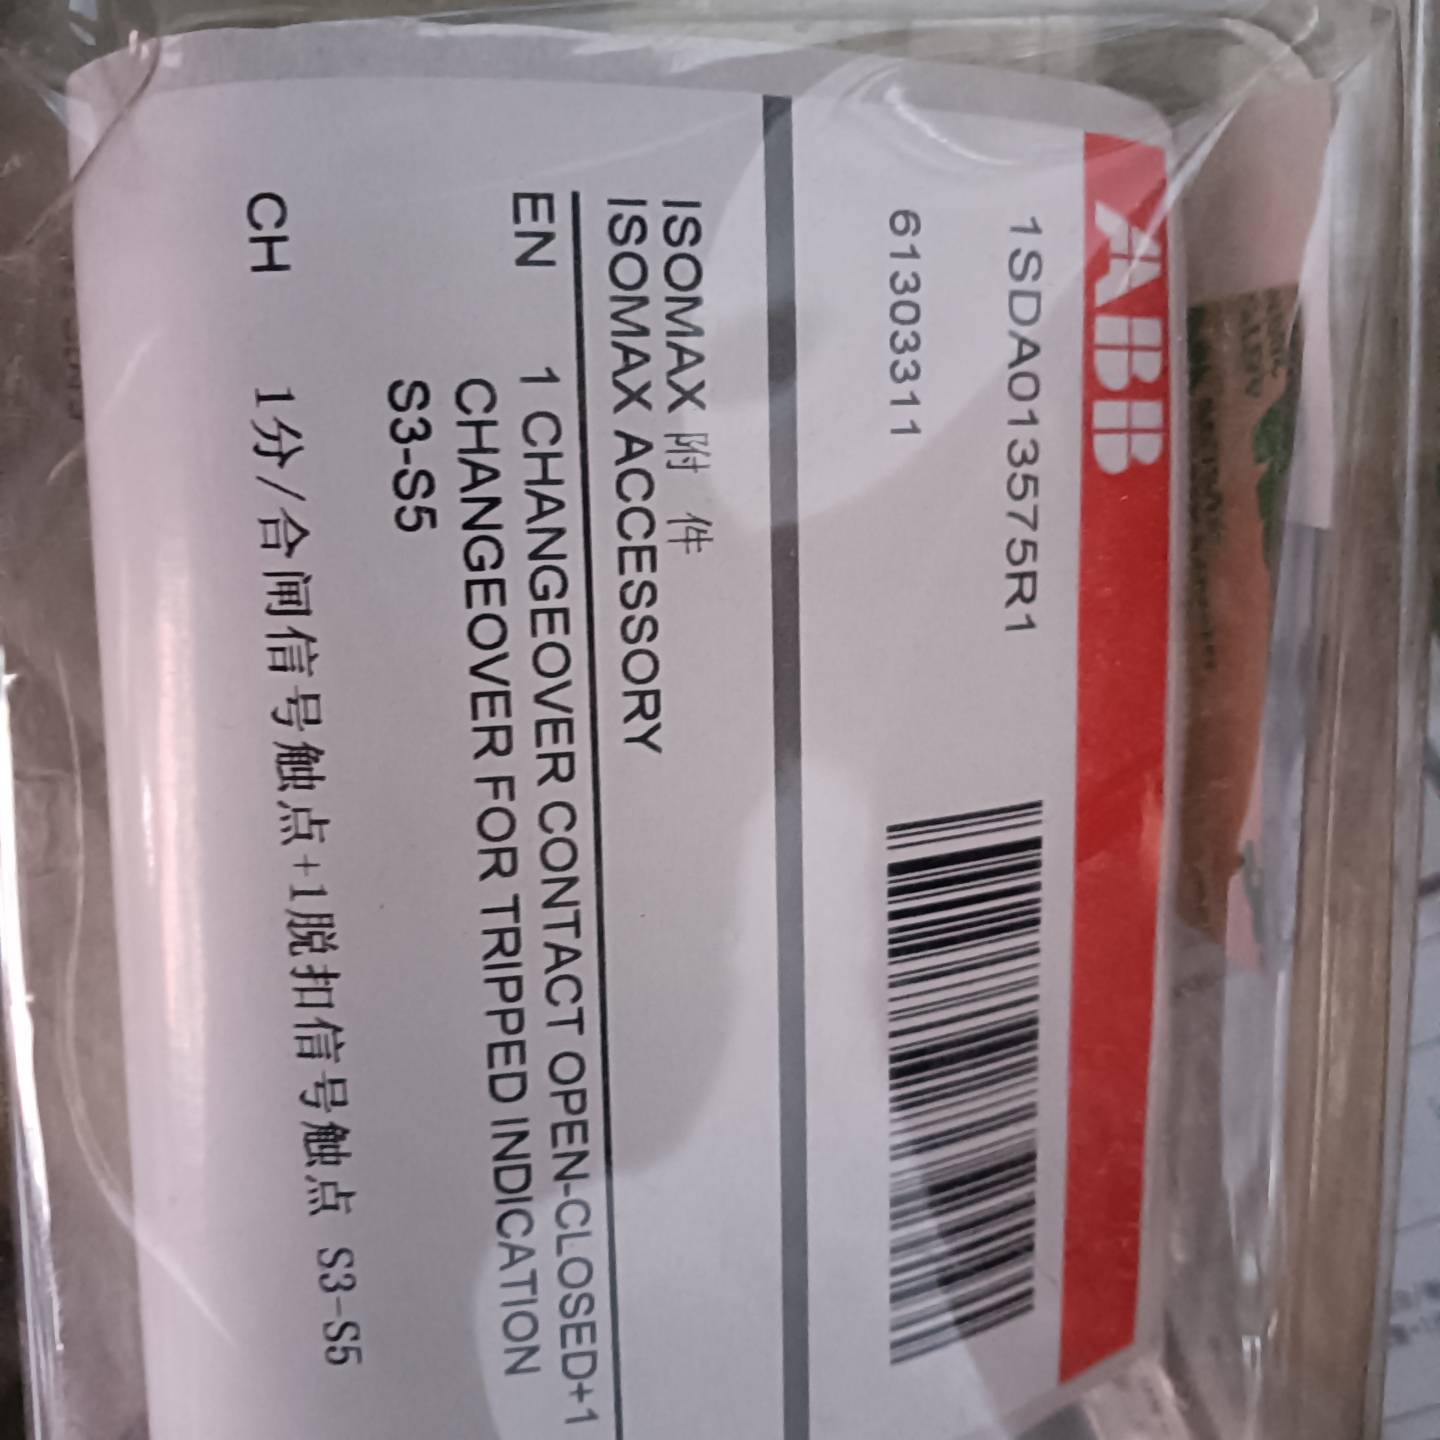 ABB
1SDA013575R1
61303311
ISOMAX 附 件
ISOMAX ACCESSORY
EN 1 CHANGEOVER CONTACT OPEN-CLOSED+1
CHANGEOVER FOR TRIPPED INDICATION
S3-S5
CH 1分/合闸信号触点+1脱扣信号触点 S3-S5